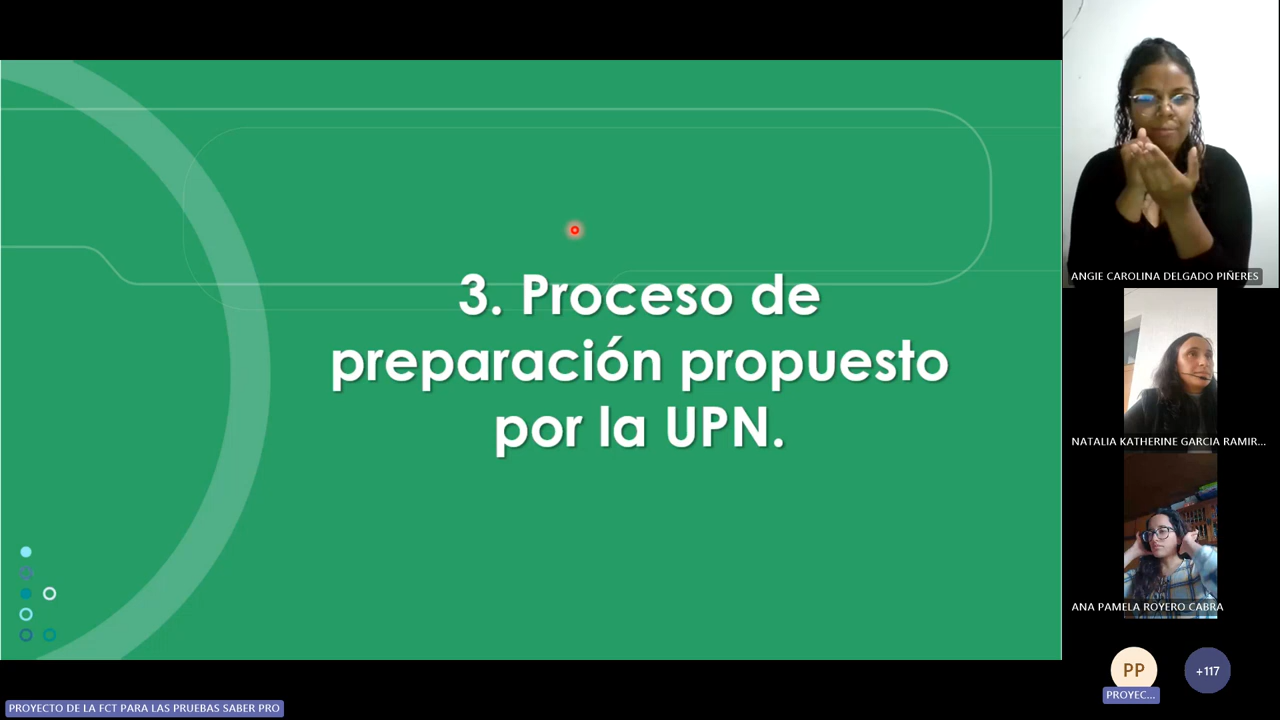 3. Proceso de
preparación propuesto
por la UPN.
ANGIE CAROLINA DELGADO PIÑERES
NATALIA KATHERINE GARCIA RAMIR...
ANA PAMELA ROYERO CABRA
PP
+117
PROYEC...
PROYECTO DE LA FCT PARA LAS PRUEBAS SABER PRO